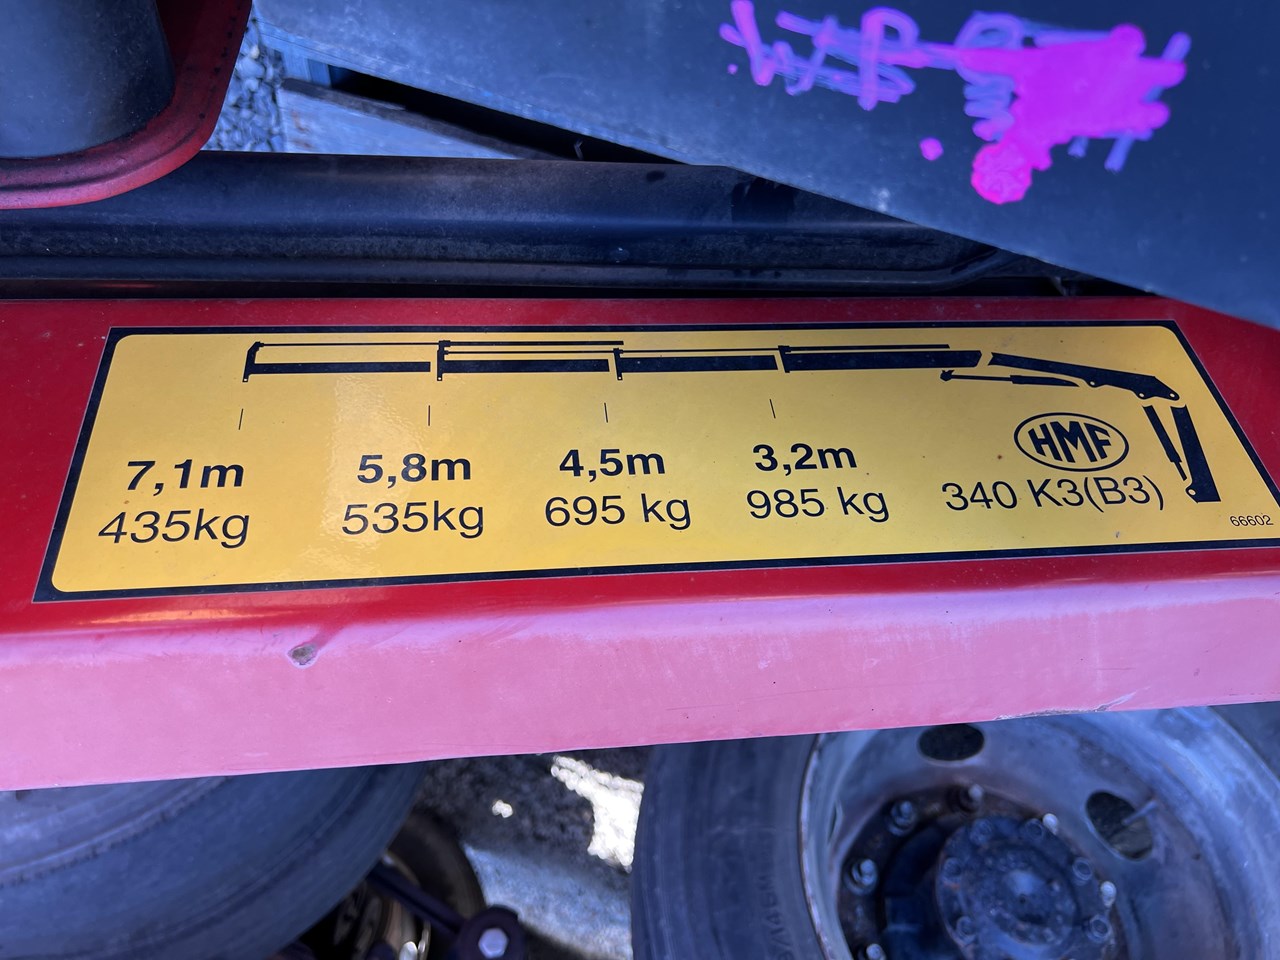 7,1m 5,8m 4,5m 3,2m
435kg 535kg 695 kg 985 kg
HMF
340 K3(B3)
66602